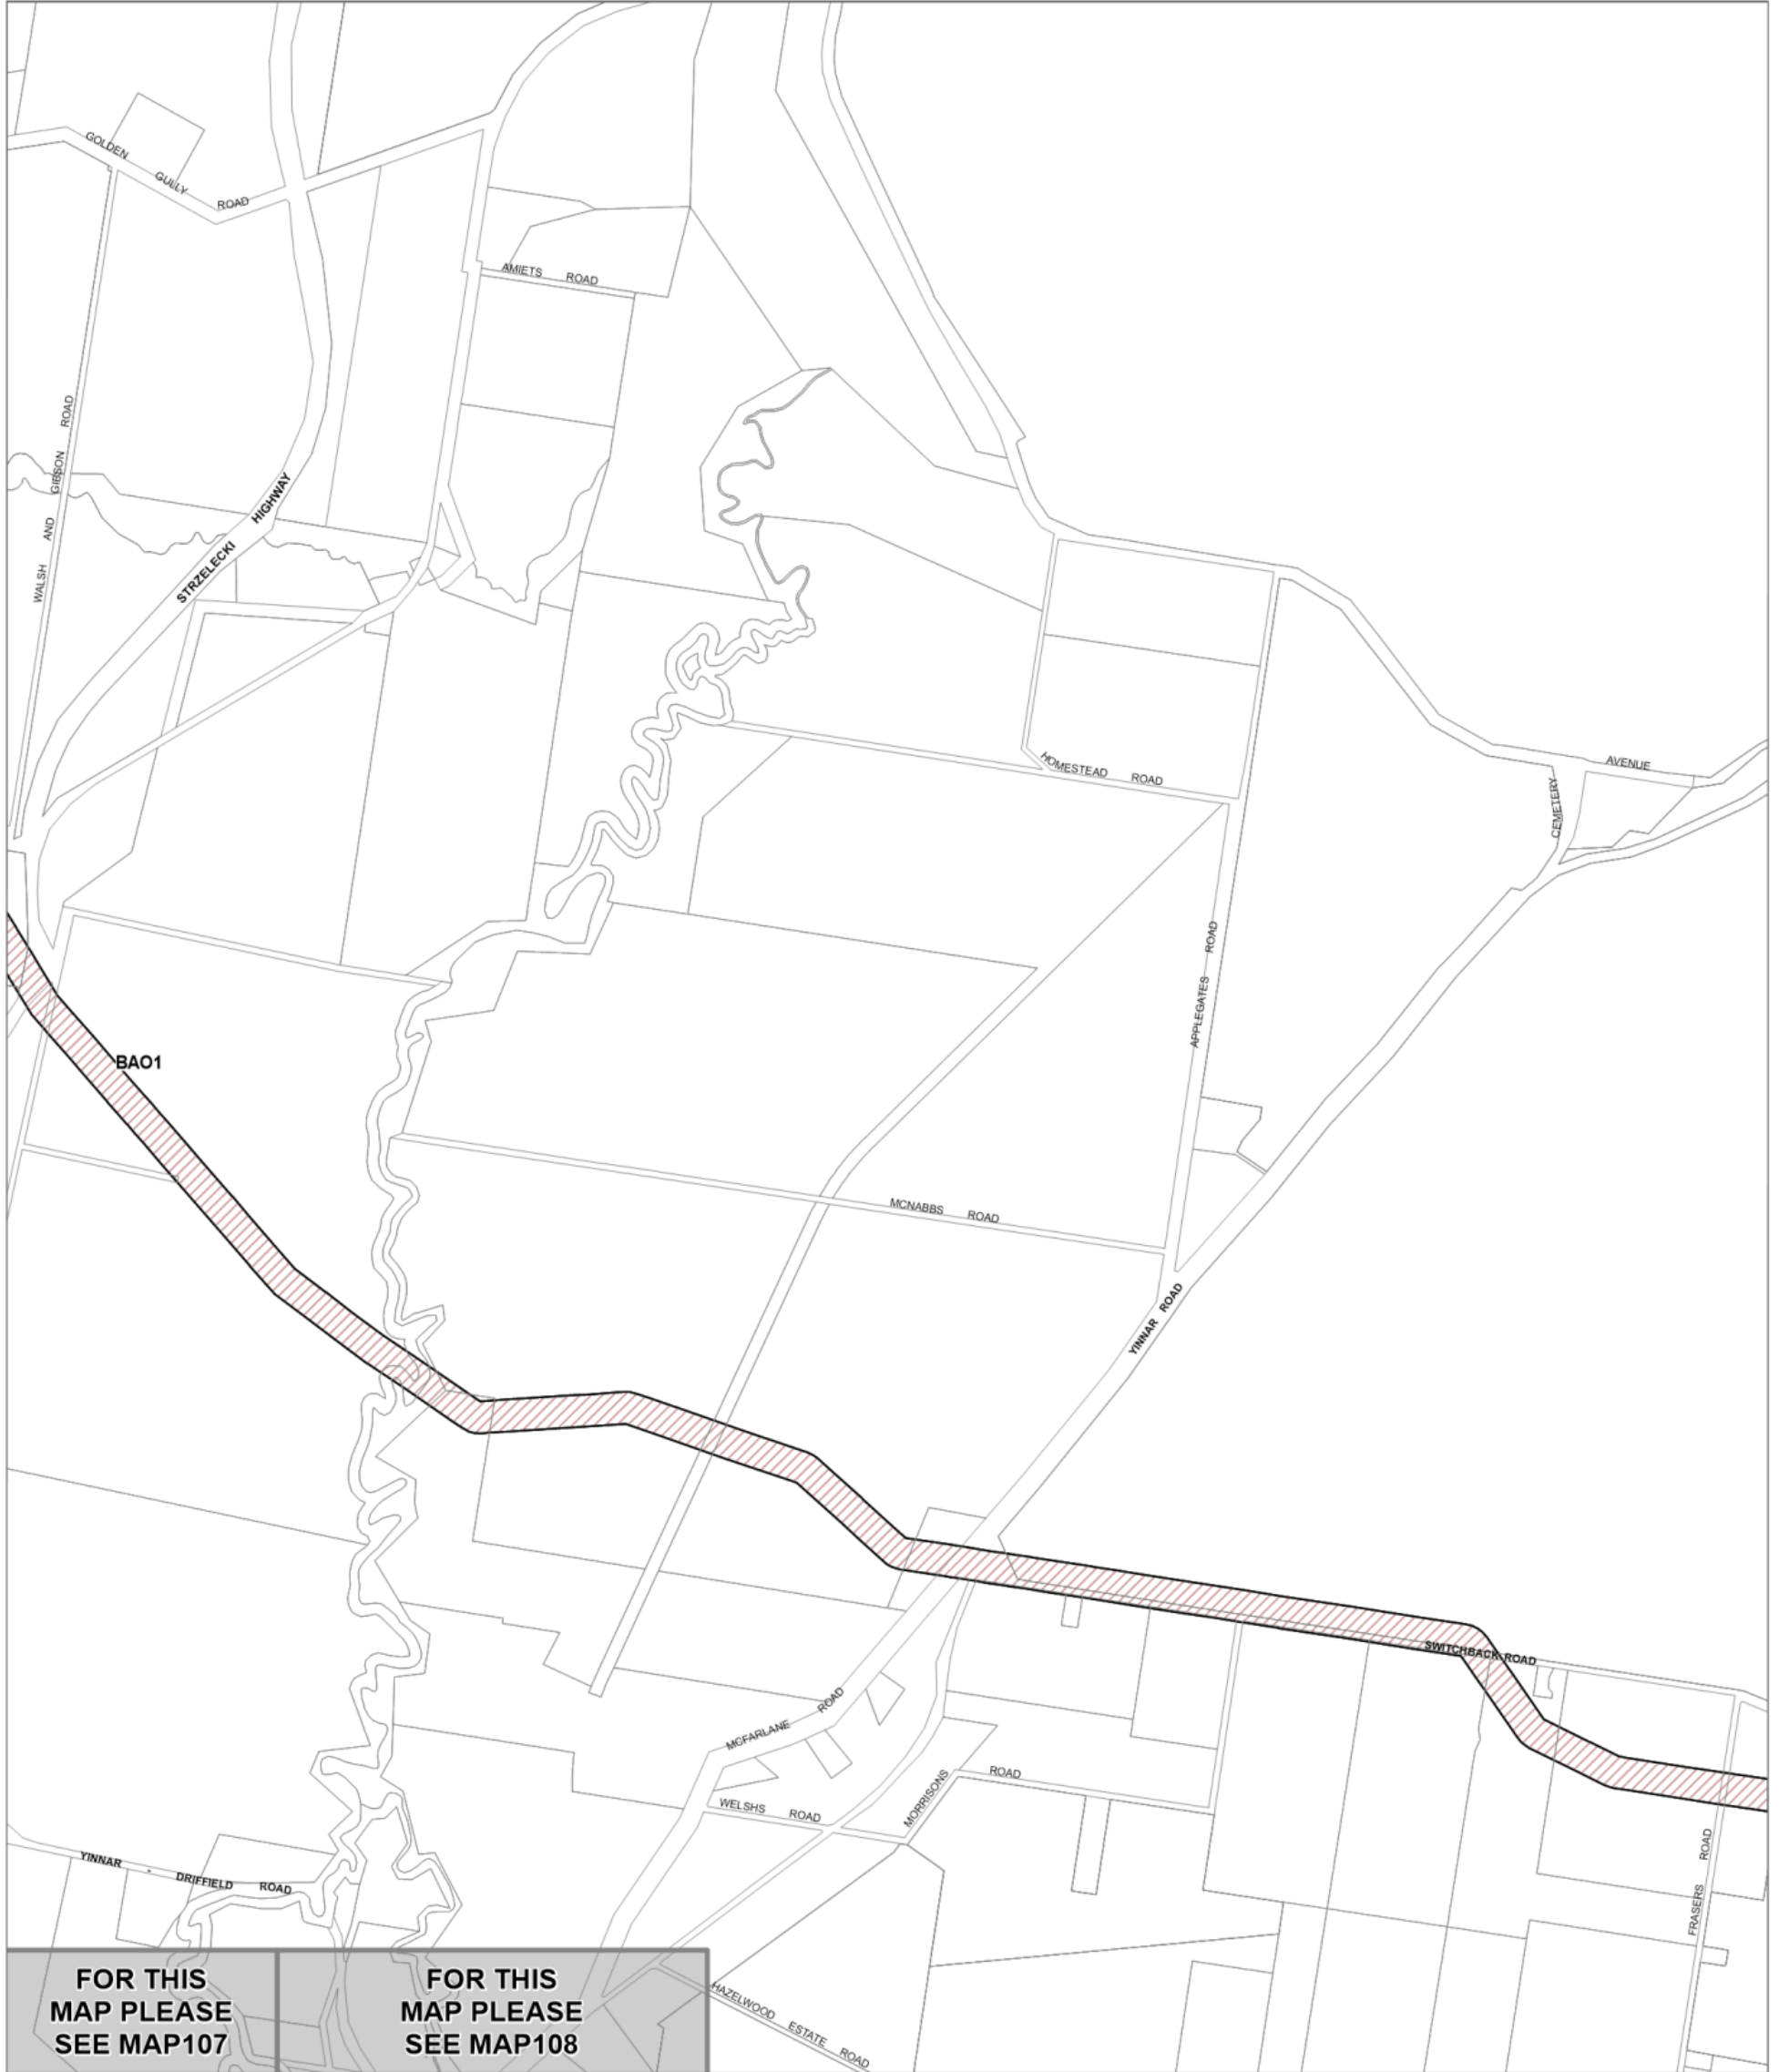 GOLDEN GULLY ROAD
AMIETS ROAD
WALSH AND GIBSON ROAD
STRZELECKI HIGHWAY
HOMESTEAD ROAD
AVENUE
CEMETERY
APPLEGATES ROAD
BAO1
MCNABBS ROAD
YINNAR ROAD
SWITCHBACK ROAD
MCFARLANE ROAD
MORRISONS ROAD
WELSHS ROAD
YINNAR - DRIFFIELD ROAD
FRASERS ROAD
FOR THIS
MAP PLEASE
SEE MAP107
FOR THIS
MAP PLEASE
SEE MAP108
HAZELWOOD ESTATE ROAD